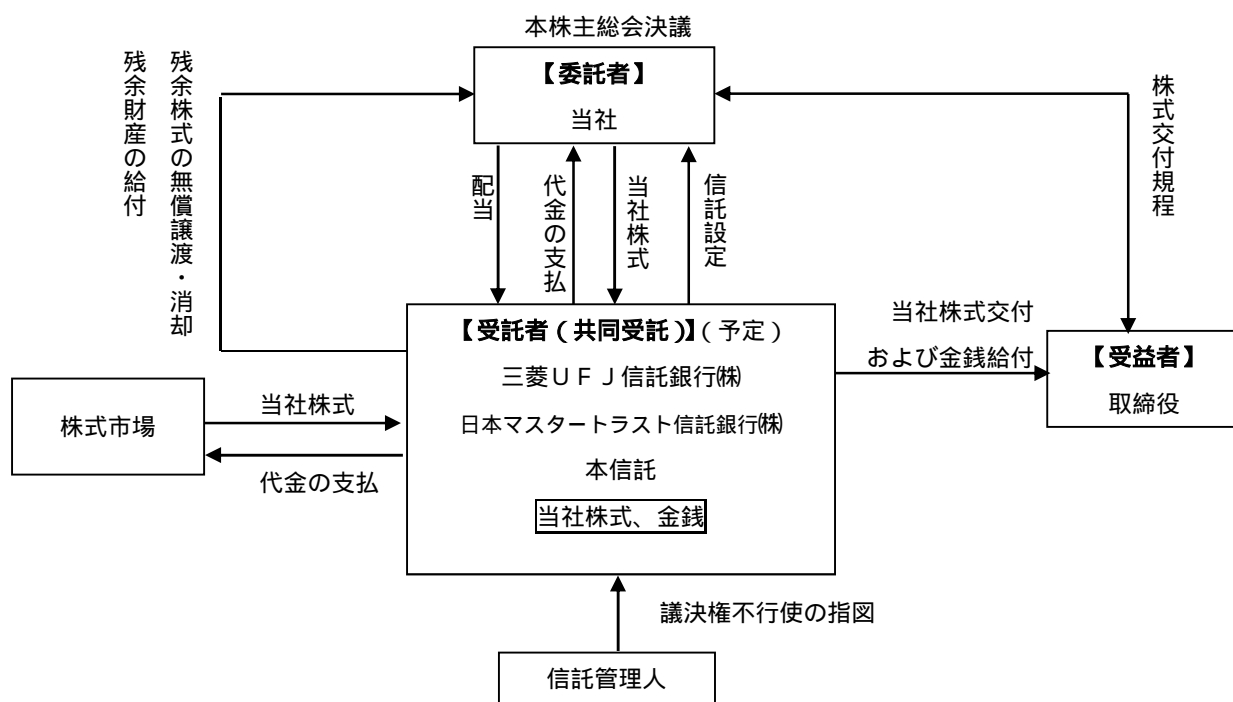 本株主総会決議
【委託者】
当社
残余株式の無償譲渡・消却
残余財産の給付
株式交付規程
配当
代金の支払
当社株式
信託設定
【受託者(共同受託)】(予定)
三菱UFJ信託銀行㈱
日本マスタートラスト信託銀行㈱
本信託
当社株式、金銭
当社株式交付
および金銭給付
【受益者】
取締役
株式市場
当社株式
代金の支払
議決権不行使の指図
信託管理人